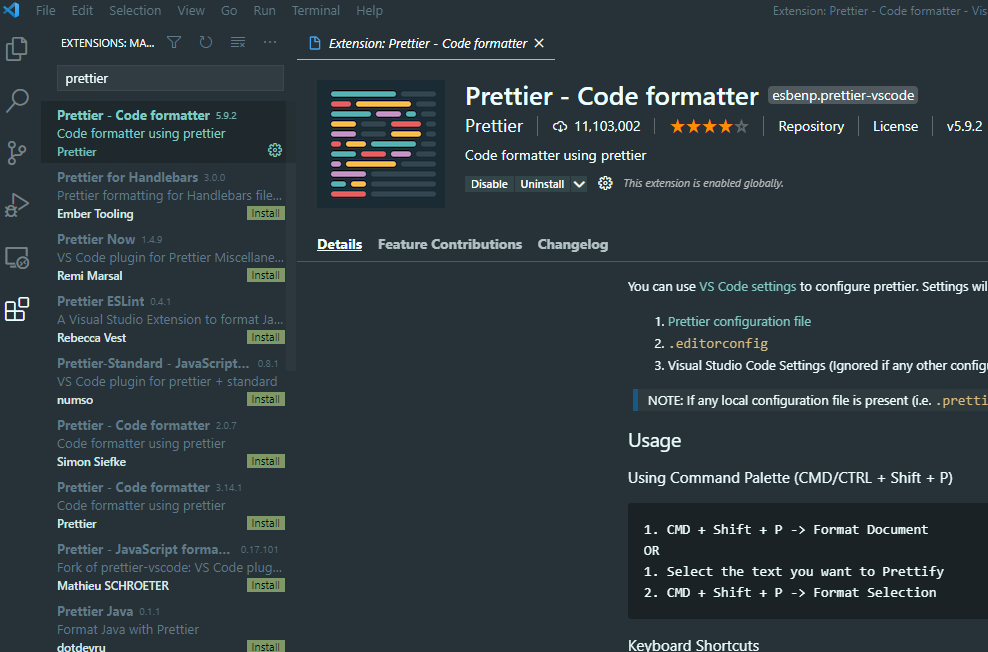 File Edit Selection View Go Run Terminal Help
Extension: Prettier - Code formatter - Vis
EXTENSIONS: MA...
prettier
Prettier - Code formatter 5.9.2
Code formatter using prettier
Prettier
Prettier for Handlebars 3.0.0
Prettier formatting for Handlebars file...
Ember Tooling Install
Prettier Now 1.4.9
VS Code plugin for Prettier Miscellane...
Remi Marsal Install
Prettier ESLint 0.4.1
A Visual Studio Extension to format Ja...
Rebecca Vest Install
Prettier-Standard - JavaScript... 0.8.1
VS Code plugin for prettier + standard
numso Install
Prettier - Code formatter 2.0.7
Code formatter using prettier
Simon Siefke Install
Prettier - Code formatter 3.14.1
Code formatter using prettier
Prettier Install
Prettier - JavaScript forma... 0.17.101
Fork of prettier-vscode: VS Code plug...
Mathieu SCHROETER Install
Prettier Java 0.1.1
Format Java with Prettier
dotdevru Install
Extension: Prettier - Code formatter
Prettier - Code formatter esbenp.prettier-vscode
Prettier 11,103,002 Repository License v5.9.2
Code formatter using prettier
Disable Uninstall This extension is enabled globally.
Details Feature Contributions Changelog
You can use VS Code settings to configure prettier. Settings will
1. Prettier configuration file
2. .editorconfig
3. Visual Studio Code Settings (Ignored if any other configu
NOTE: If any local configuration file is present (i.e. .pretti
Usage
Using Command Palette (CMD/CTRL + Shift + P)
1. CMD + Shift + P -> Format Document
OR
1. Select the text you want to Prettify
2. CMD + Shift + P -> Format Selection
Keyboard Shortcuts